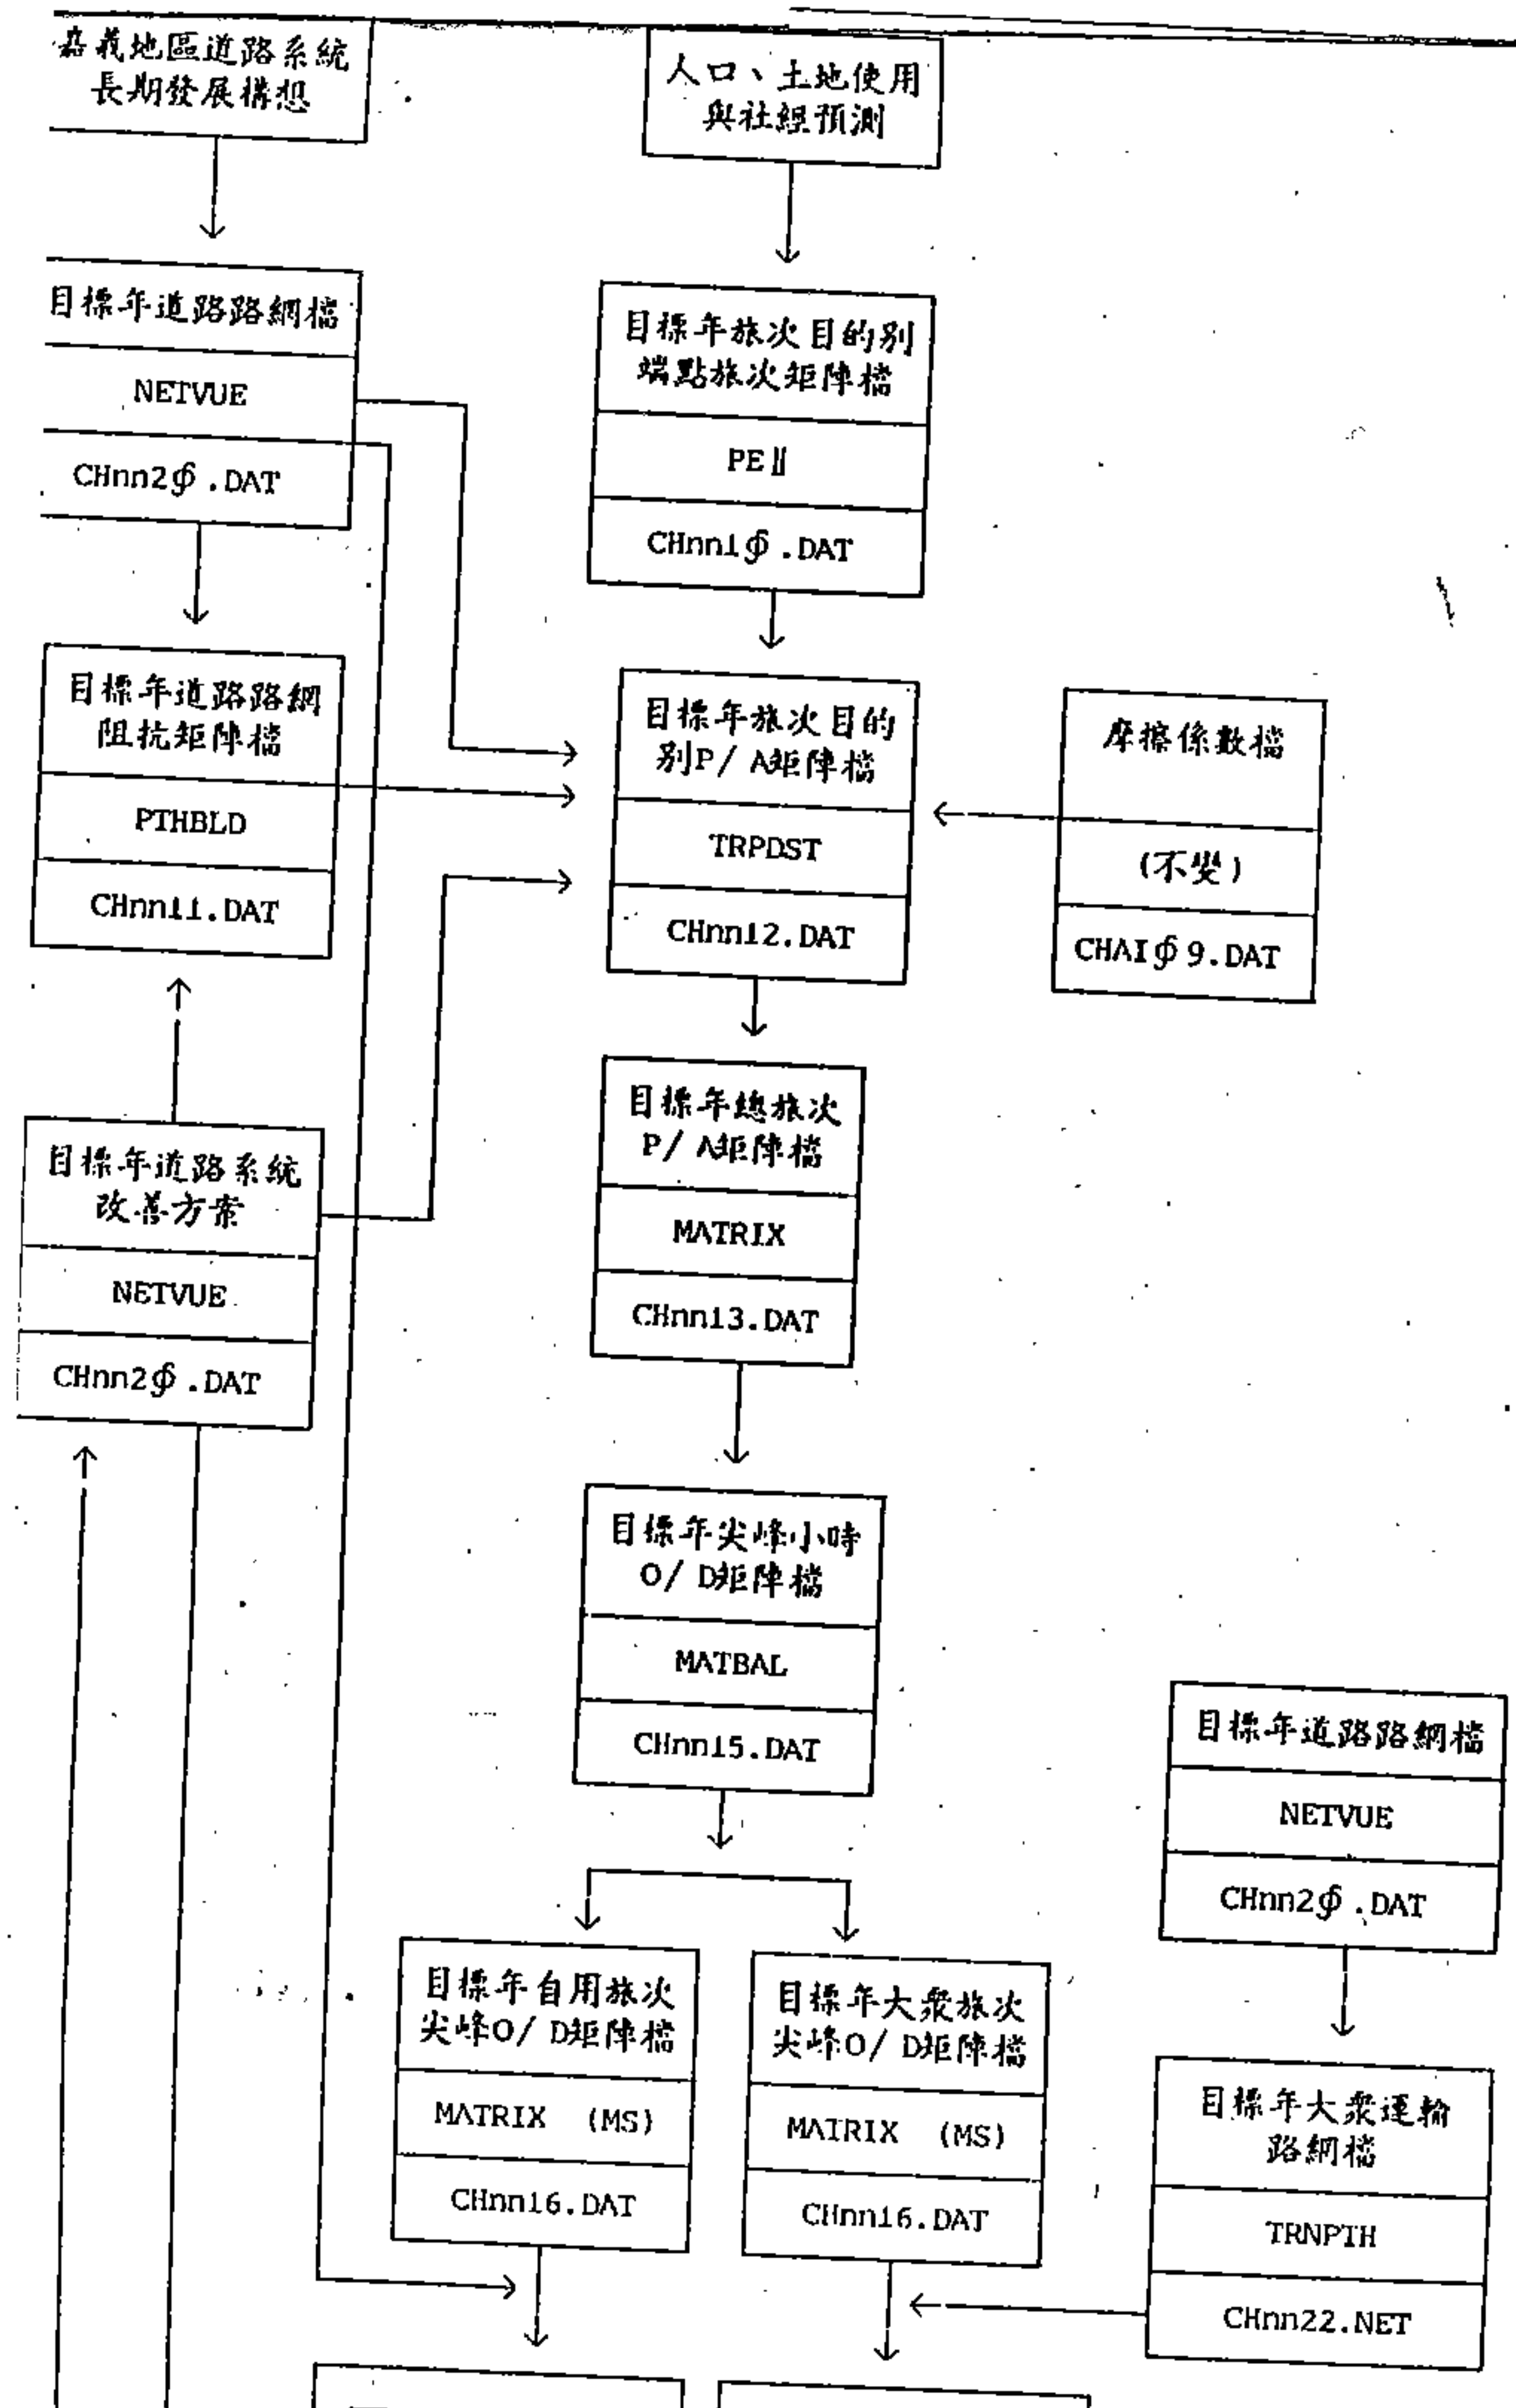 嘉義地區道路系統
長期發展構想
人口、土地使用
與社經預測
目標年道路路網檔
NETVUE
CHnn2∮.DAT
目標年旅次目的別
端點旅次矩陣檔
PEⅡ
CHnn1∮.DAT
目標年道路路網
阻抗矩陣檔
PTHBLD
CHnn11.DAT
目標年旅次目的
別P/A矩陣檔
TRPDST
CHnn12.DAT
摩擦係數檔
(不變)
CHAI∮9.DAT
目標年道路系統
改善方案
NETVUE
CHnn2∮.DAT
目標年總旅次
P/A矩陣檔
MATRIX
CHnn13.DAT
目標年尖峰小時
O/D矩陣檔
MATBAL
CHnn15.DAT
目標年道路路網檔
NETVUE
CHnn2∮.DAT
目標年自用旅次
尖峰O/D矩陣檔
MATRIX (MS)
CHnn16.DAT
目標年大衆旅次
尖峰O/D矩陣檔
MATRIX (MS)
CHnn16.DAT
目標年大衆運輸
路網檔
TRNPTH
CHnn22.NET